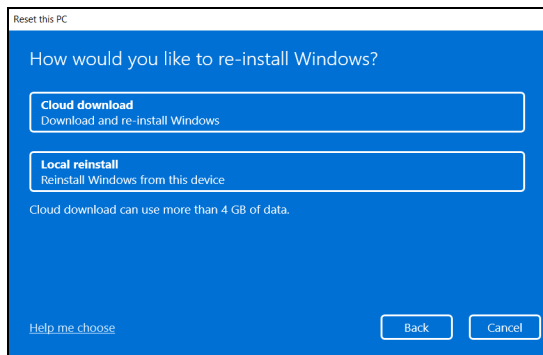 Reset this PC
How would you like to re-install Windows?
Cloud download
Download and re-install Windows
Local reinstall
Reinstall Windows from this device
Cloud download can use more than 4 GB of data.
Help me choose
Back
Cancel